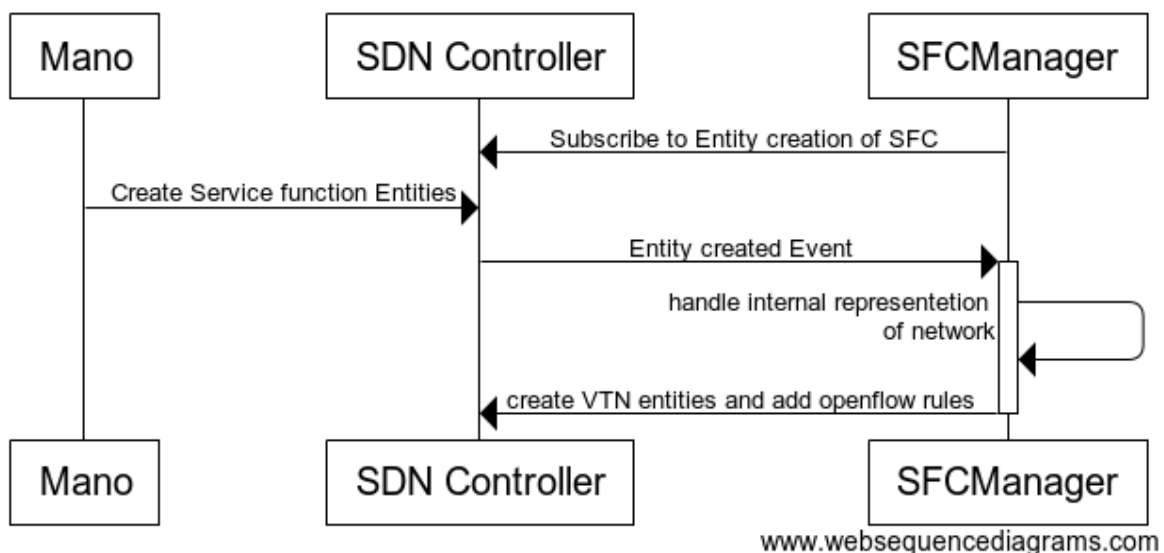 Mano
SDN Controller
SFCManager
Subscribe to Entity creation of SFC
Create Service function Entities
Entity created Event
handle internal representetion
of network
create VTN entities and add openflow rules
Mano
SDN Controller
SFCManager
www.websequencediagrams.com